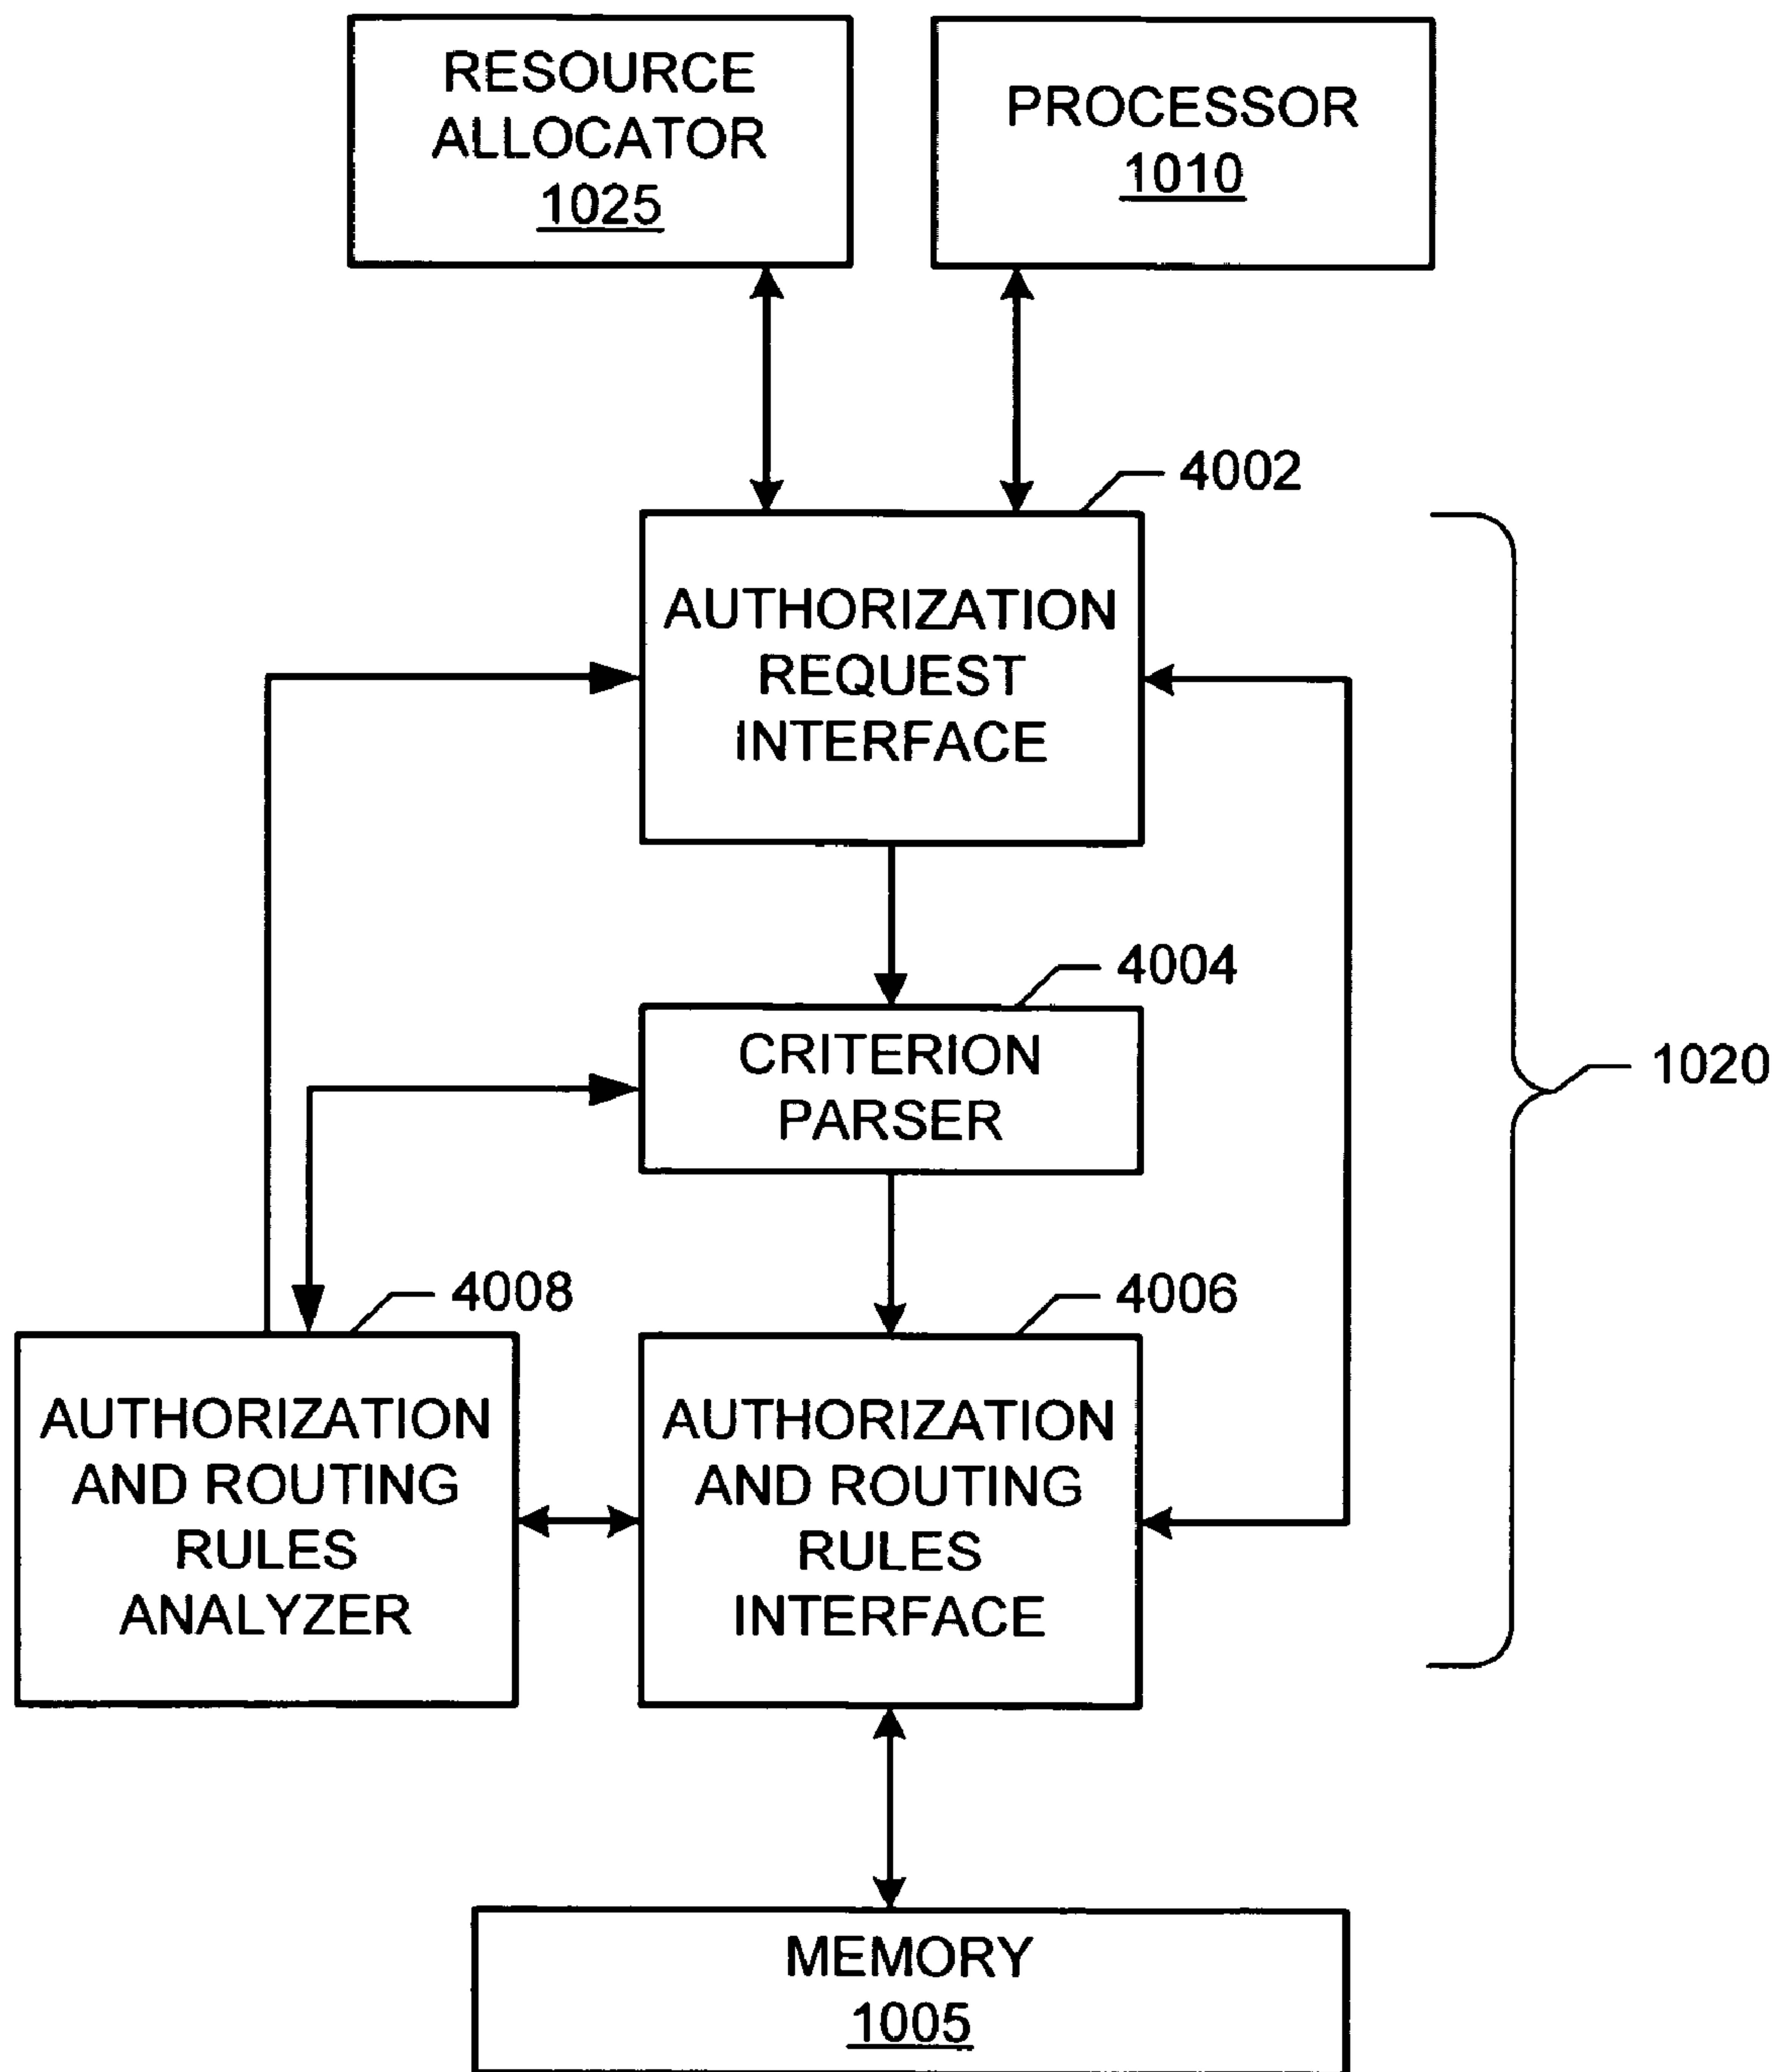 RESOURCE
ALLOCATOR
1025
PROCESSOR
1010
4002
AUTHORIZATION
REQUEST
INTERFACE
4004
CRITERION
PARSER
1020
4008
4006
AUTHORIZATION
AND ROUTING
RULES
ANALYZER
AUTHORIZATION
AND ROUTING
RULES
INTERFACE
MEMORY
1005